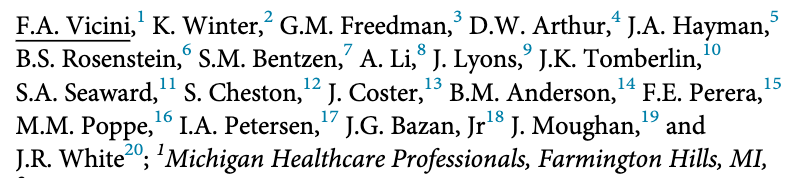 F.A. Vicini,1 K. Winter,2 G.M. Freedman,3 D.W. Arthur,4 J.A. Hayman,5
B.S. Rosenstein,6 S.M. Bentzen,7 A. Li,8 J. Lyons,9 J.K. Tomberlin,10
S.A. Seaward,11 S. Cheston,12 J. Coster,13 B.M. Anderson,14 F.E. Perera,15
M.M. Poppe,16 I.A. Petersen,17 J.G. Bazan, Jr18 J. Moughan,19 and
J.R. White20; 1Michigan Healthcare Professionals, Farmington Hills, MI,